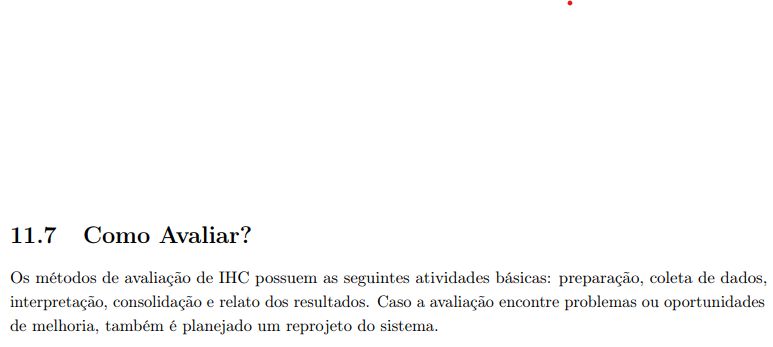 11.7 Como Avaliar?
Os métodos de avaliação de IHC possuem as seguintes atividades básicas: preparação, coleta de dados,
interpretação, consolidação e relato dos resultados. Caso a avaliação encontre problemas ou oportunidades
de melhoria, também é planejado um reprojeto do sistema.